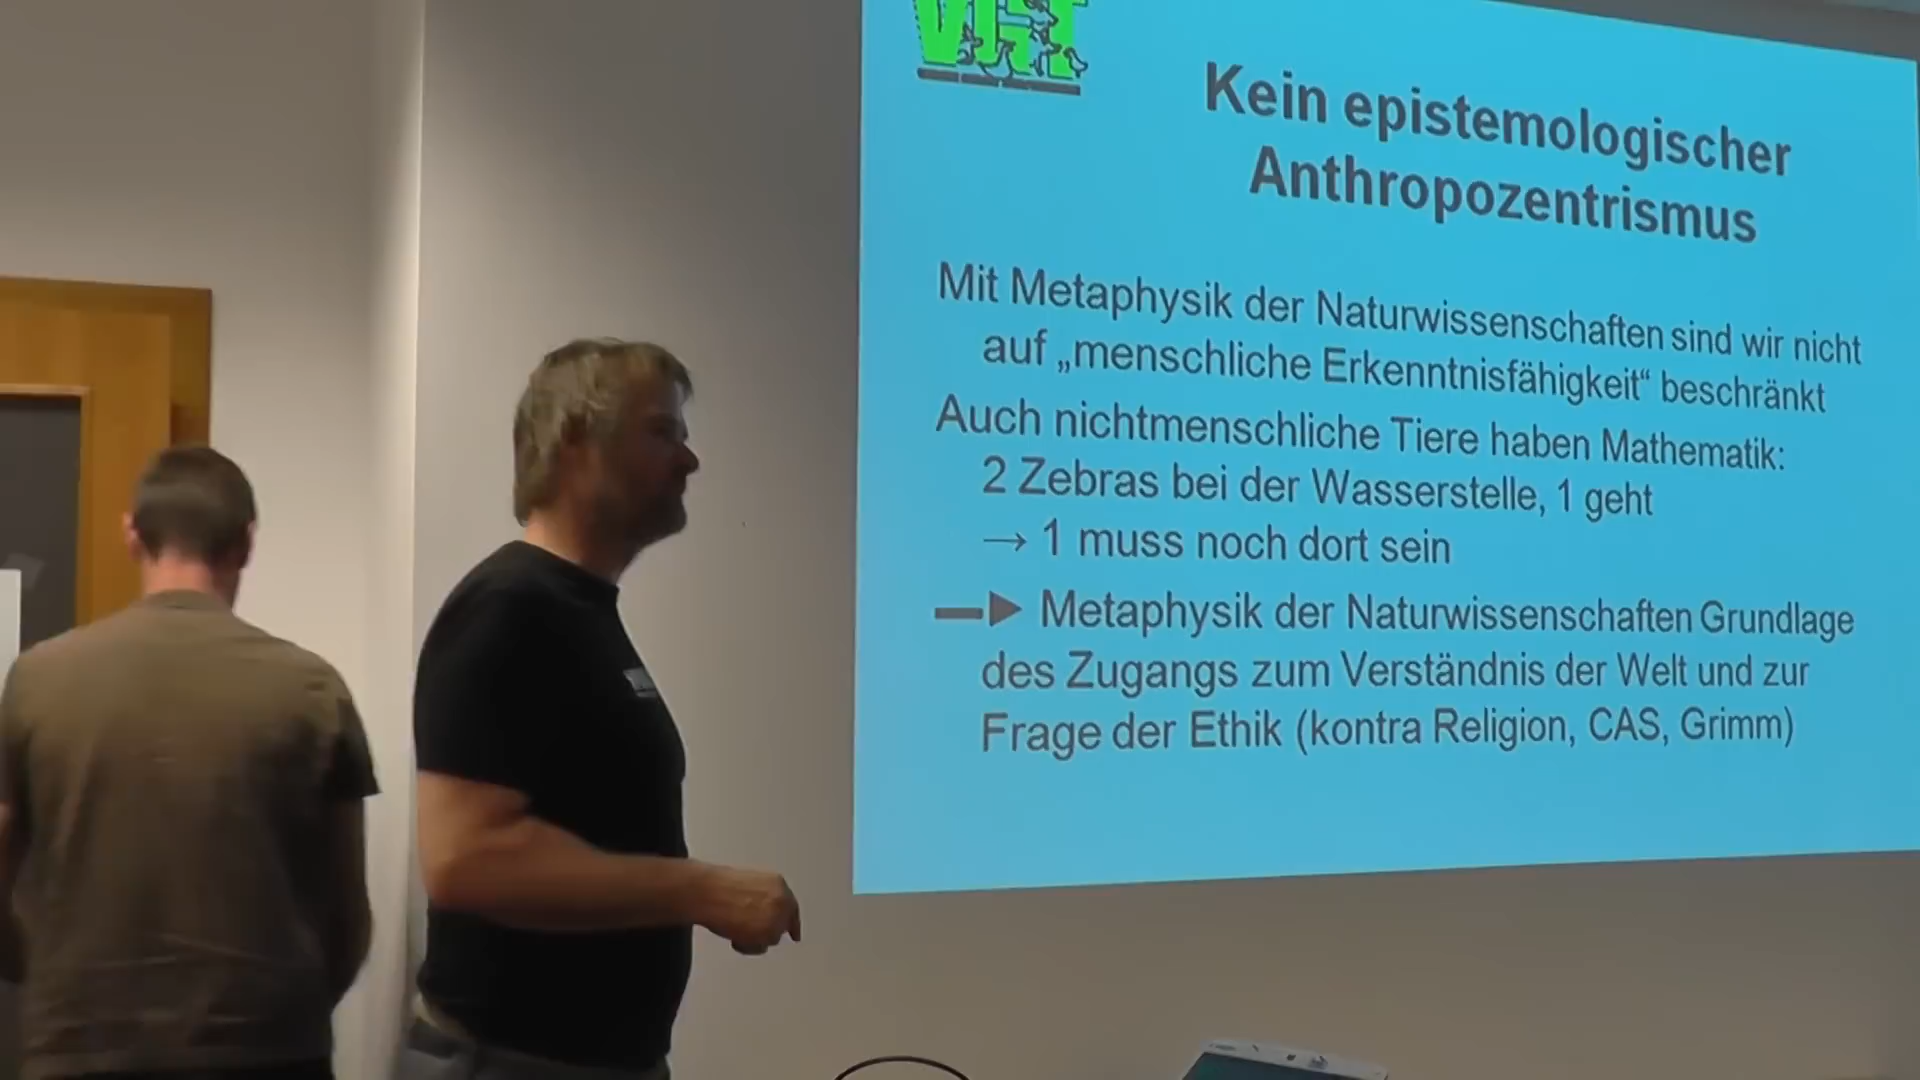 VGT
Kein epistemologischer
Anthropozentrismus
Mit Metaphysik der Naturwissenschaften sind wir nicht
auf „menschliche Erkenntnisfähigkeit“ beschränkt
Auch nichtmenschliche Tiere haben Mathematik:
2 Zebras bei der Wasserstelle, 1 geht
→ 1 muss noch dort sein
Metaphysik der Naturwissenschaften Grundlage
des Zugangs zum Verständnis der Welt und zur
Frage der Ethik (kontra Religion, CAS, Grimm)